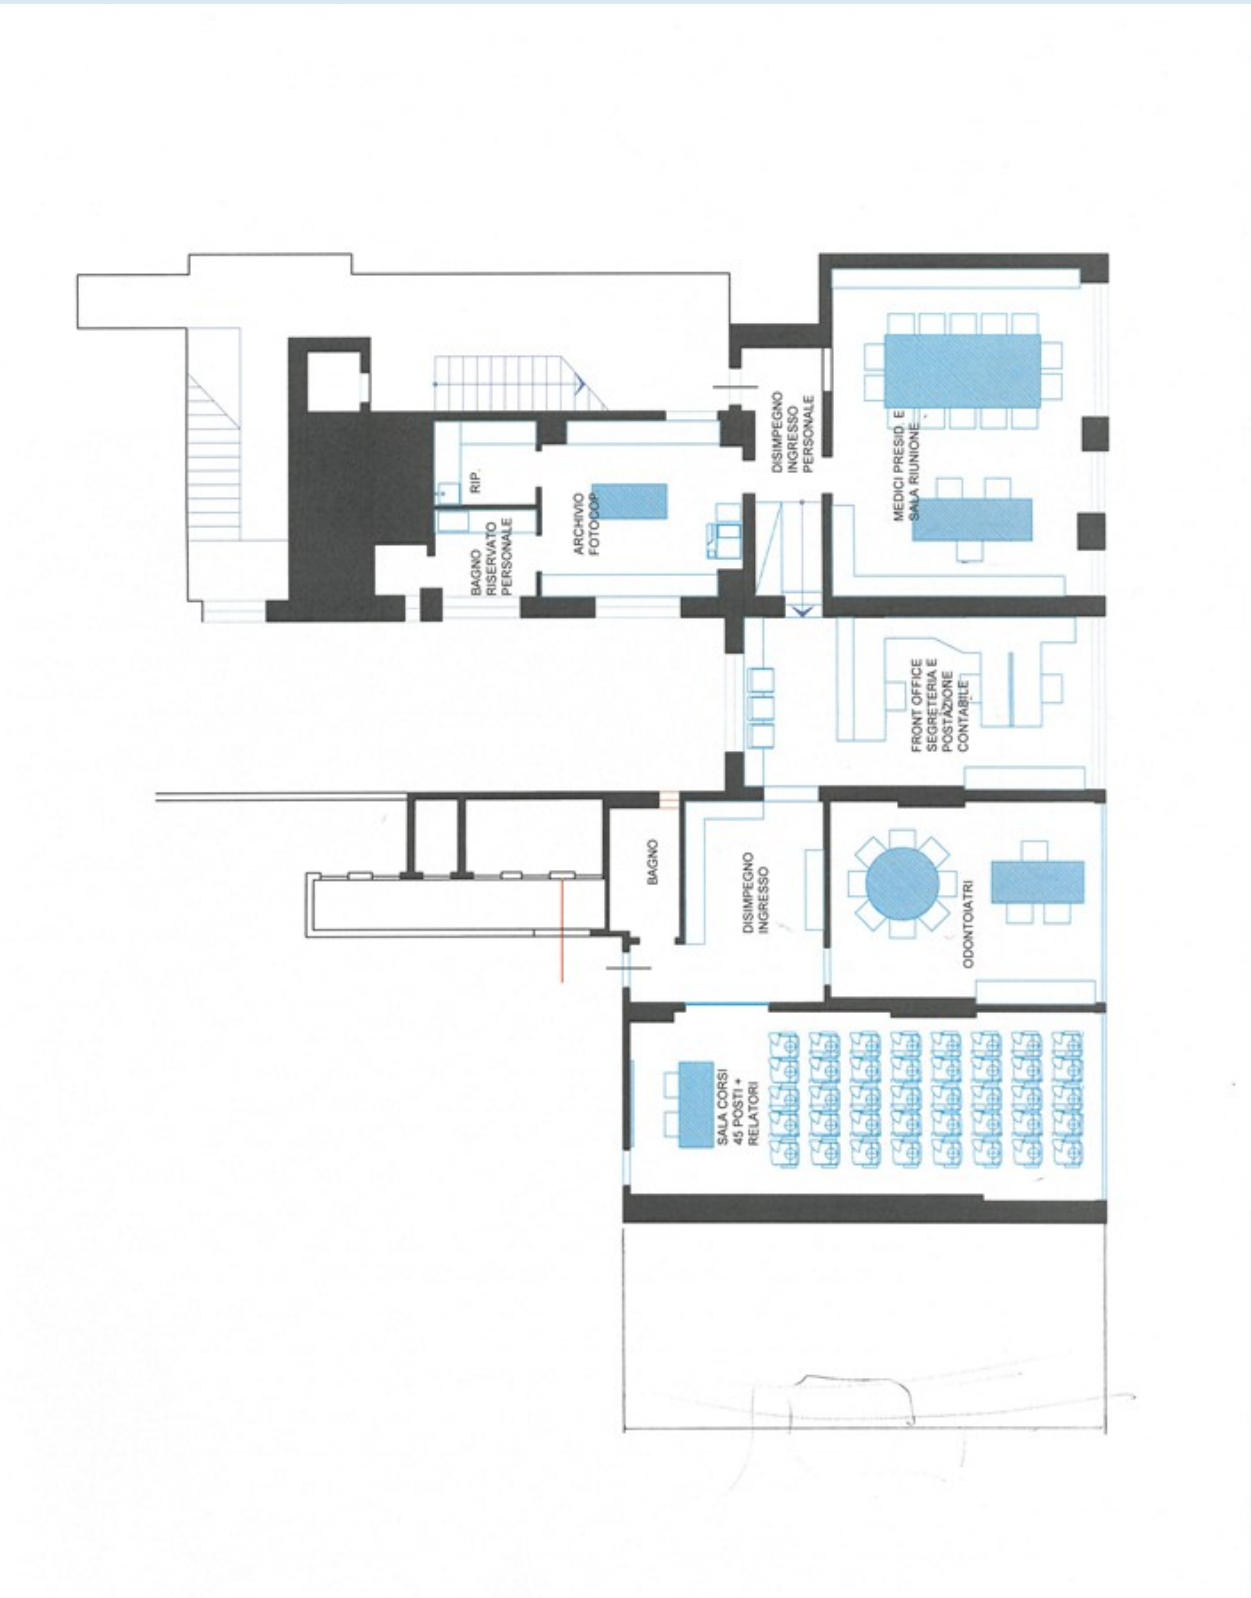 RIP.
BAGNO
RISERVATO
PERSONALE
ARCHIVIO
FOTOCOP
DISIMPEGNO
INGRESSO
PERSONALE
MEDICI PRESID. E
SALA RIUNIONE
FRONT OFFICE
SEGRETERIA E
POSTAZIONE
CONTABILE
BAGNO
DISIMPEGNO
INGRESSO
ODONTOIATRI
SALA CORSI
45 POSTI +
RELATORI